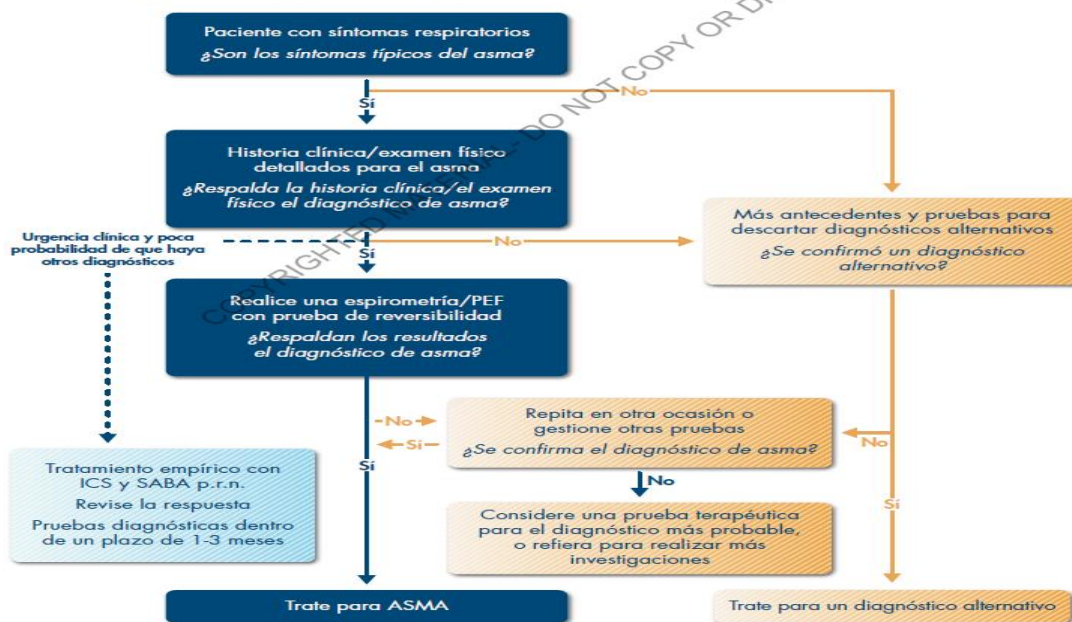 Paciente con síntomas respiratorios
¿Son los síntomas típicos del asma?
No
Sí
Historia clínica/examen físico
detallados para el asma
¿Respalda la historia clínica/el examen
físico el diagnóstico de asma?
Urgencia clínica y poca
probabilidad de que haya
otros diagnósticos
No
Sí
Más antecedentes y pruebas para
descartar diagnósticos alternativos
¿Se confirmó un diagnóstico
alternativo?
Realice una espirometría/PEF
con prueba de reversibilidad
¿Respaldan los resultados
el diagnóstico de asma?
No
Sí
Repita en otra ocasión o
gestione otras pruebas
¿Se confirma el diagnóstico de asma?
No
Sí
No
Sí
Tratamiento empírico con
ICS y SABA p.r.n.
Revise la respuesta
Pruebas diagnósticas dentro
de un plazo de 1-3 meses
Considere una prueba terapéutica
para el diagnóstico más probable,
o refiera para realizar más
investigaciones
Trate para ASMA
Trate para un diagnóstico alternativo
COPYRIGHTED MATERIAL- DO NOT COPY OR